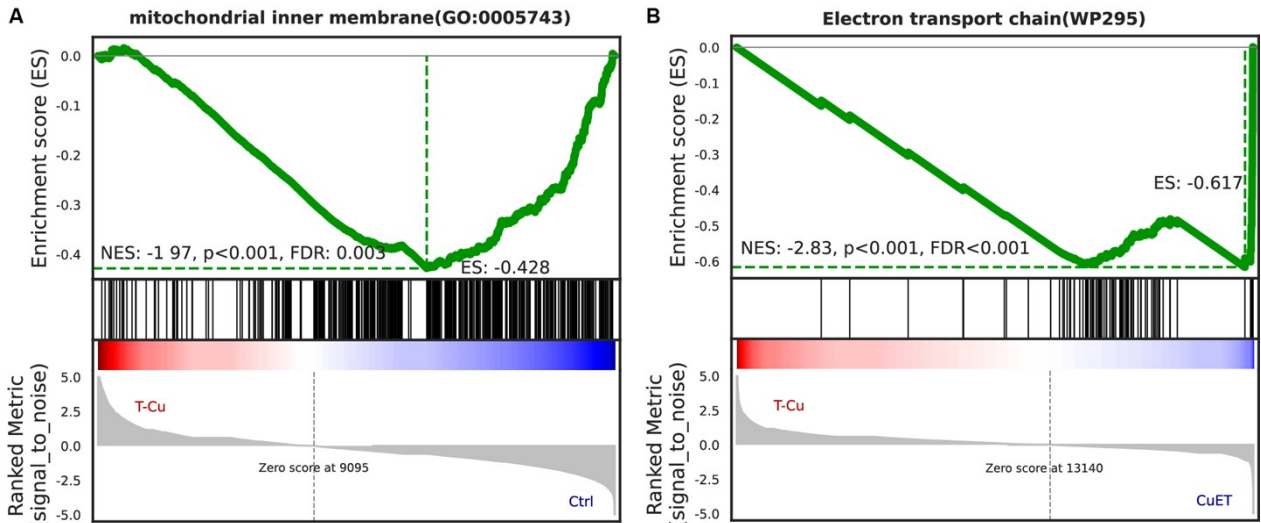 A
mitochondrial inner membrane(GO:0005743)
Enrichment score (ES)
0.0
-0.1
-0.2
-0.3
-0.4
NES: -1 97, p<0.001, FDR: 0.003
ES: -0.428
Ranked Metric
(signal_to_noise)
5.0
2.5
0.0
-2.5
-5.0
T-Cu
Zero score at 9095
Ctrl
B
Electron transport chain(WP295)
Enrichment score (ES)
0.0
-0.1
-0.2
-0.3
-0.4
-0.5
-0.6
ES: -0.617
NES: -2.83, p<0.001, FDR<0.001
Ranked Metric
(signal_to_noise)
5.0
2.5
0.0
-2.5
-5.0
T-Cu
Zero score at 13140
CuET